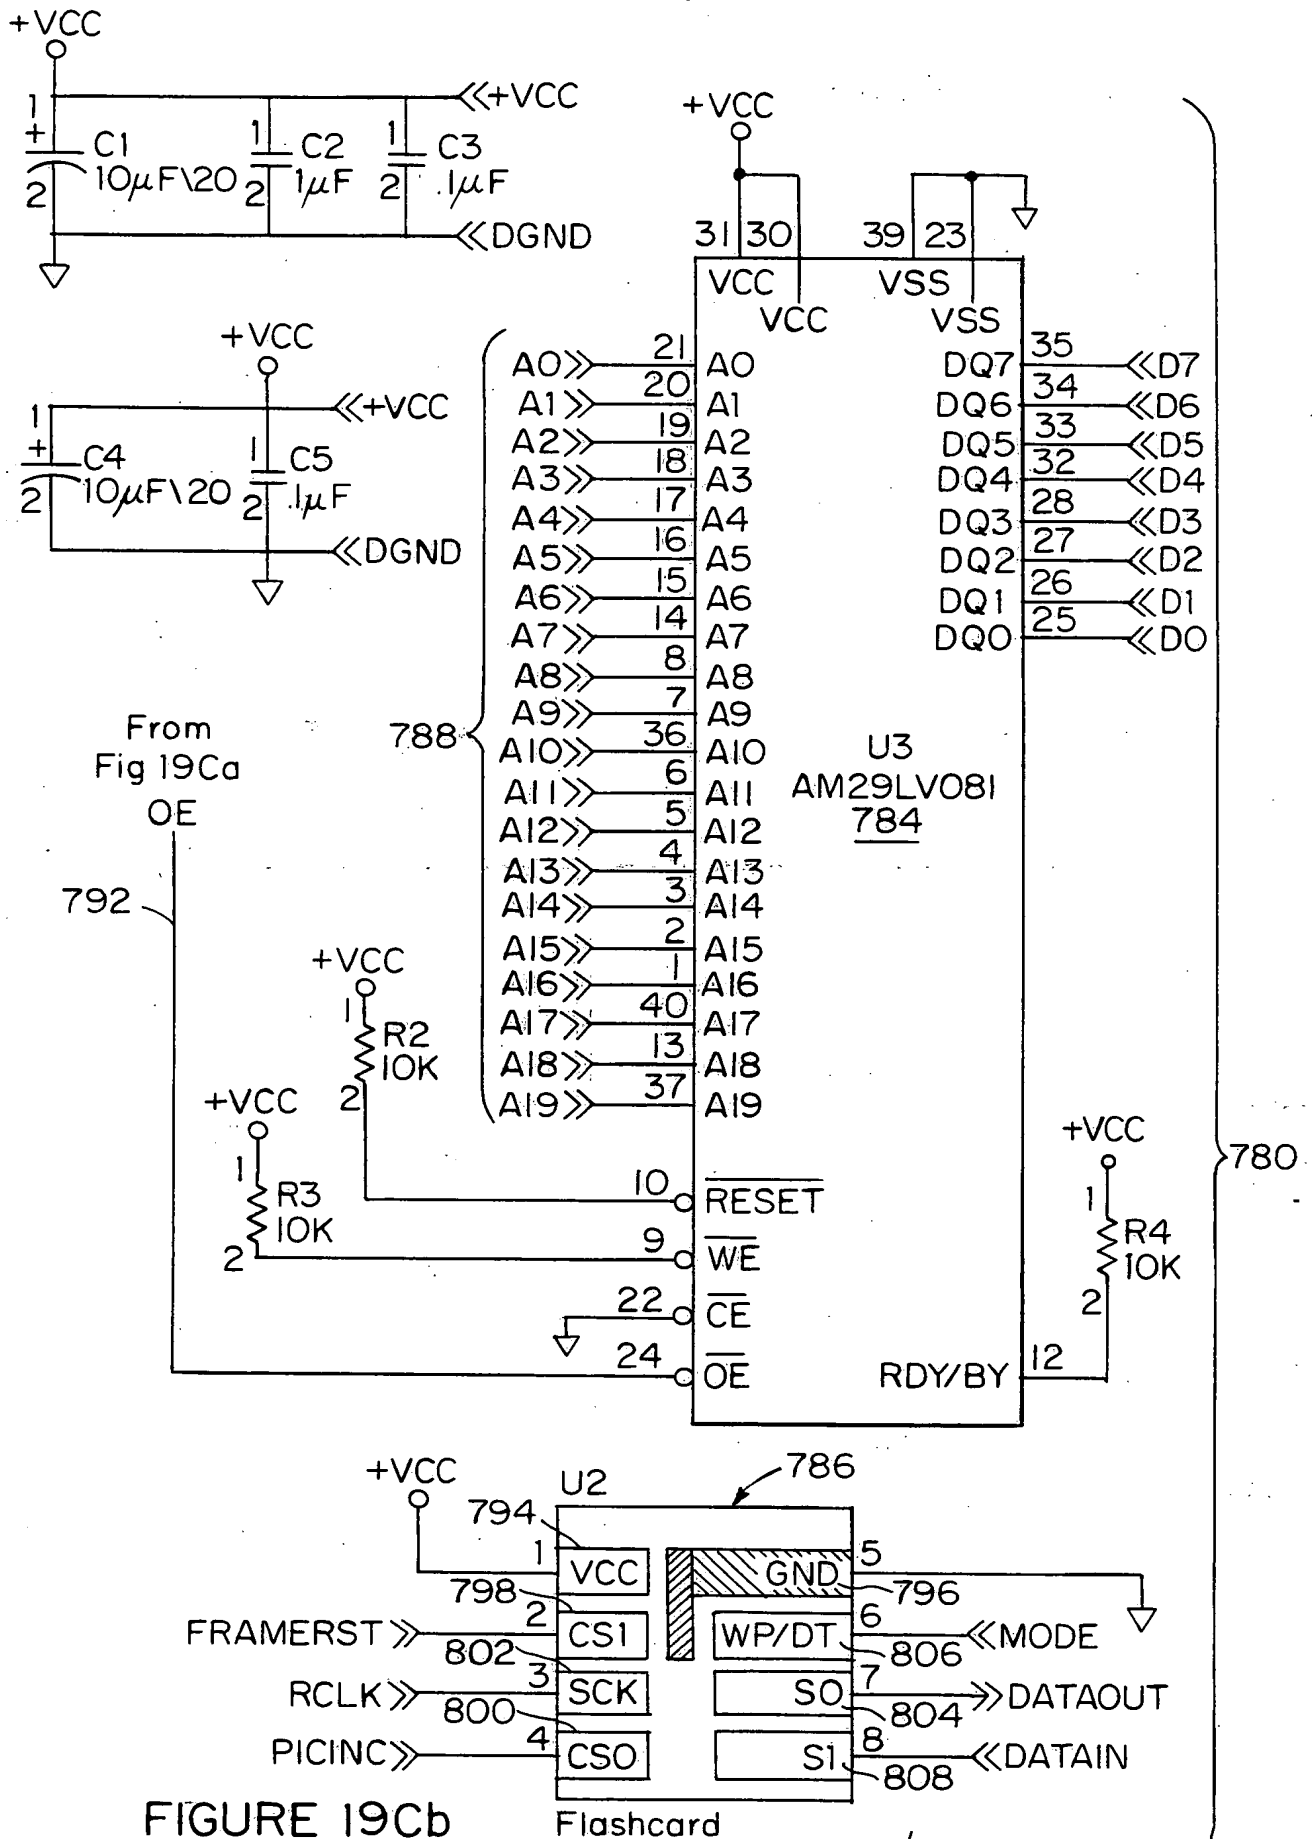 +VCC
1
+
C1
10µF\20
2
1
C2
1µF
2
1
C3
.1µF
2
<<+VCC
<<DGND
+VCC
1
+
C4
10µF\20
2
1
C5
.1µF
2
<<+VCC
<<DGND
+VCC
31 30 39 23
VCC VSS
VCC VSS
A0>> 21 A0 DQ7 35 <<D7
A1>> 20 A1 DQ6 34 <<D6
A2>> 19 A2 DQ5 33 <<D5
A3>> 18 A3 DQ4 32 <<D4
A4>> 17 A4 DQ3 28 <<D3
A5>> 16 A5 DQ2 27 <<D2
A6>> 15 A6 DQ1 26 <<D1
A7>> 14 A7 DQ0 25 <<D0
A8>> 8 A8
A9>> 7 A9
788
A10>> 36 A10
A11>> 6 A11
A12>> 5 A12
A13>> 4 A13
A14>> 3 A14
A15>> 2 A15
A16>> 1 A16
A17>> 40 A17
A18>> 13 A18
A19>> 37 A19
U3
AM29LV081
784
From
Fig 19Ca
OE
792
+VCC
1
R2
10K
2
+VCC
1
R3
10K
2
10 RESET
9 WE
22 CE
24 OE
RDY/BY 12
+VCC
1
R4
10K
2
780
+VCC
U2
786
794
1 VCC GND 5
796
798
FRAMERST>> 2 CS1 WP/DT 6 <<MODE
802 806
RCLK>> 3 SCK SO 7 >>DATAOUT
800 804
PICINC>> 4 CSO S1 8 <<DATAIN
808
FIGURE 19Cb
Flashcard